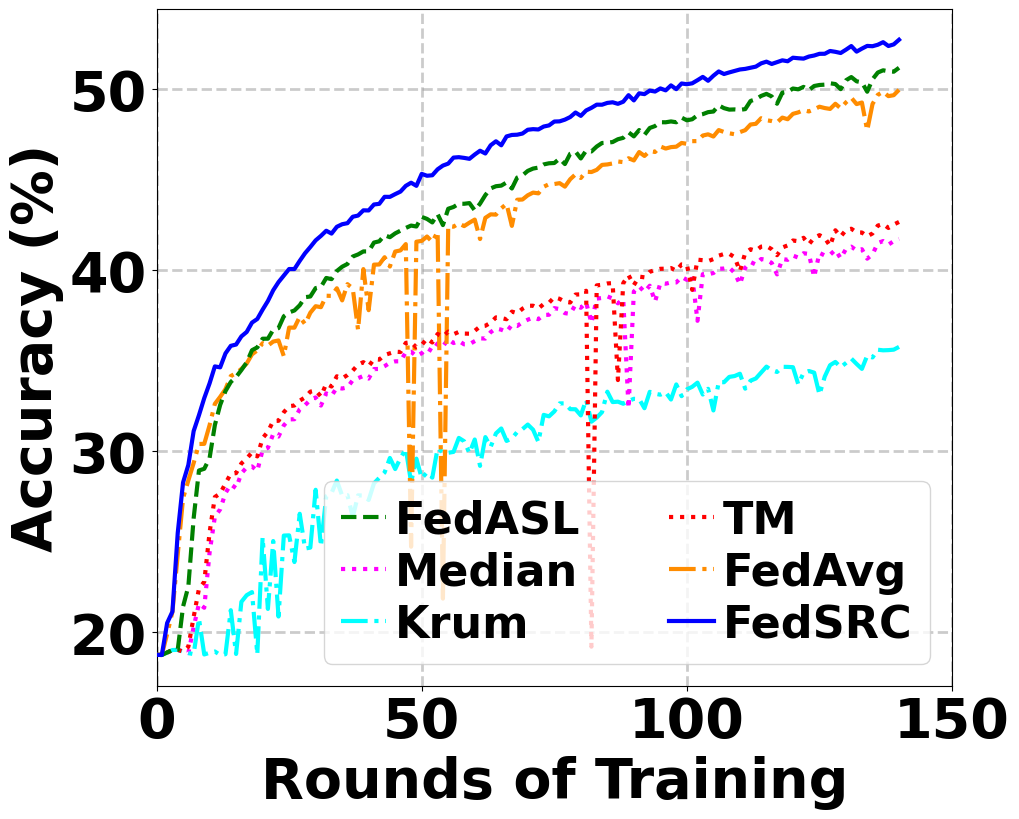 Accuracy (%)
50
40
30
20
FedASL
Median
Krum
TM
FedAvg
FedSRC
0 50 100 150
Rounds of Training